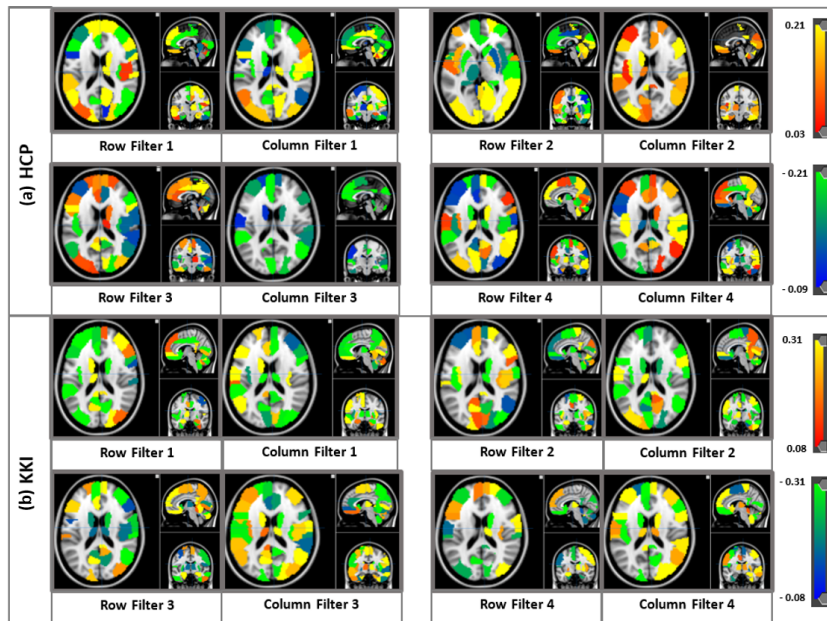 (a) HCP
0.21
0.03
Row Filter 1
Column Filter 1
Row Filter 2
Column Filter 2
- 0.21
- 0.09
Row Filter 3
Column Filter 3
Row Filter 4
Column Filter 4
(b) KKI
0.31
0.08
Row Filter 1
Column Filter 1
Row Filter 2
Column Filter 2
- 0.31
- 0.08
Row Filter 3
Column Filter 3
Row Filter 4
Column Filter 4